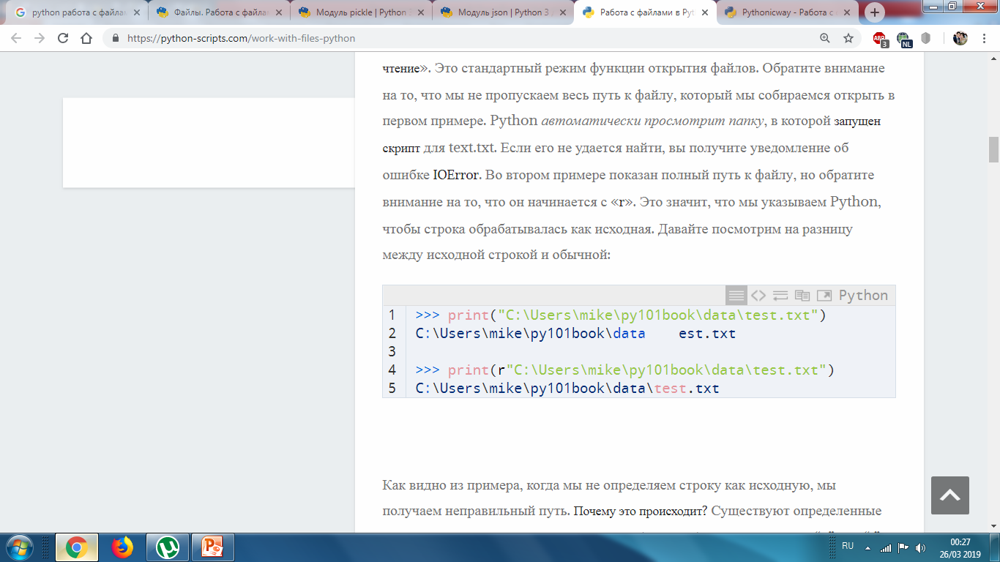 python работа с файлам
Файлы. Работа с файлам
Модуль pickle | Python 3
Модуль json | Python 3 
Работа с файлами в Pyt
Pythonicway - Работа с
https://python-scripts.com/work-with-files-python
ABP
3
NL
чтение». Это стандартный режим функции открытия файлов. Обратите внимание
на то, что мы не пропускаем весь путь к файлу, который мы собираемся открыть в
первом примере. Python автоматически просмотрит папку, в которой запущен
скрипт для text.txt. Если его не удается найти, вы получите уведомление об
ошибке IOError. Во втором примере показан полный путь к файлу, но обратите
внимание на то, что он начинается с «r». Это значит, что мы указываем Python,
чтобы строка обрабатывалась как исходная. Давайте посмотрим на разницу
между исходной строкой и обычной:
Python
1 >>> print("C:\Users\mike\py101book\data\test.txt")
2 C:\Users\mike\py101book\data    est.txt
3
4 >>> print(r"C:\Users\mike\py101book\data\test.txt")
5 C:\Users\mike\py101book\data\test.txt
Как видно из примера, когда мы не определяем строку как исходную, мы
получаем неправильный путь. Почему это происходит? Существуют определенные
RU
00:27
26/03 2019